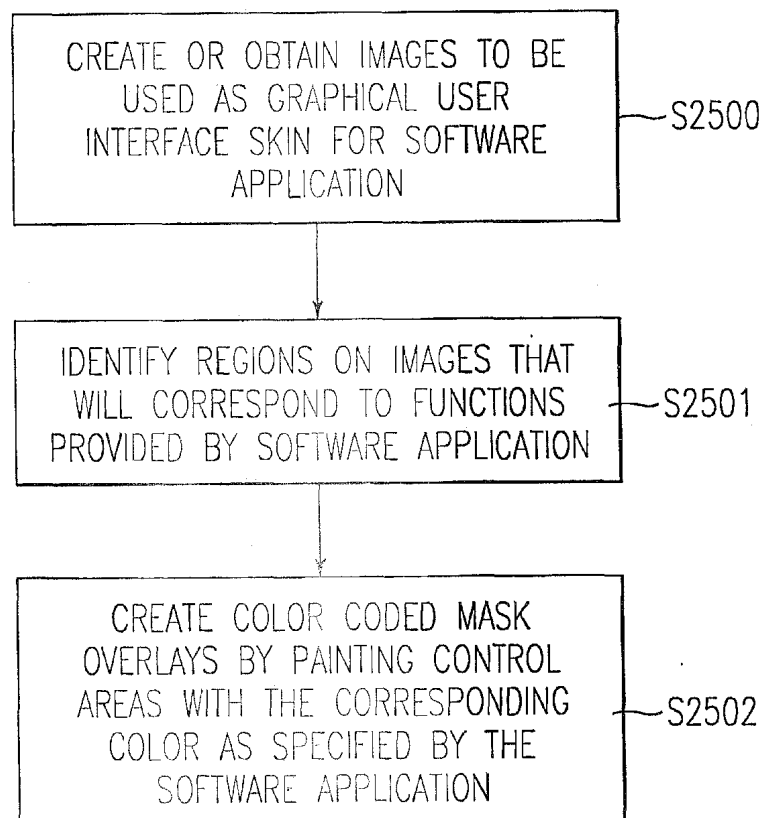 CREATE OR OBTAIN IMAGES TO BE
USED AS GRAPHICAL USER
INTERFACE SKIN FOR SOFTWARE
APPLICATION
S2500
IDENTIFY REGIONS ON IMAGES THAT
WILL CORRESPOND TO FUNCTIONS
PROVIDED BY SOFTWARE APPLICATION
S2501
CREATE COLOR CODED MASK
OVERLAYS BY PAINTING CONTROL
AREAS WITH THE CORRESPONDING
COLOR AS SPECIFIED BY THE
SOFTWARE APPLICATION
S2502